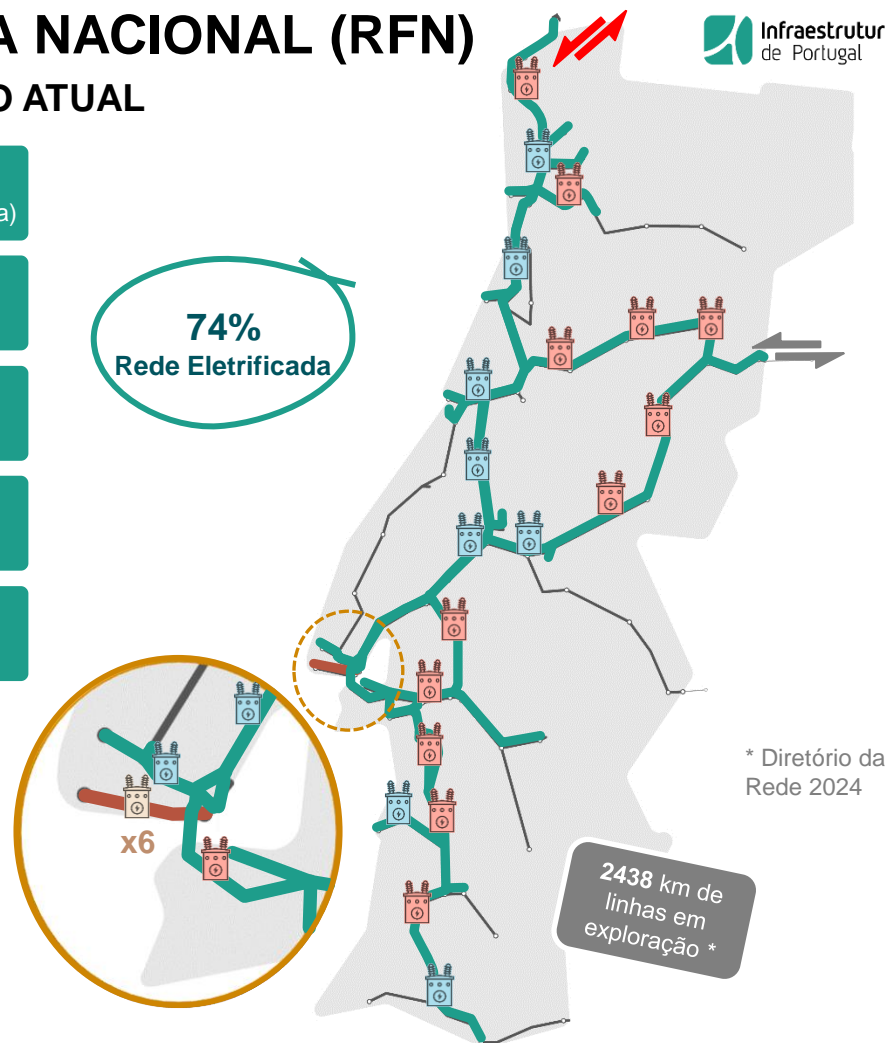 A NACIONAL (RFN)
O ATUAL
Infraestrutur
de Portugal
a)
74%
Rede Eletrificada
x6
* Diretório da
Rede 2024
2438 km de
linhas em
exploração *